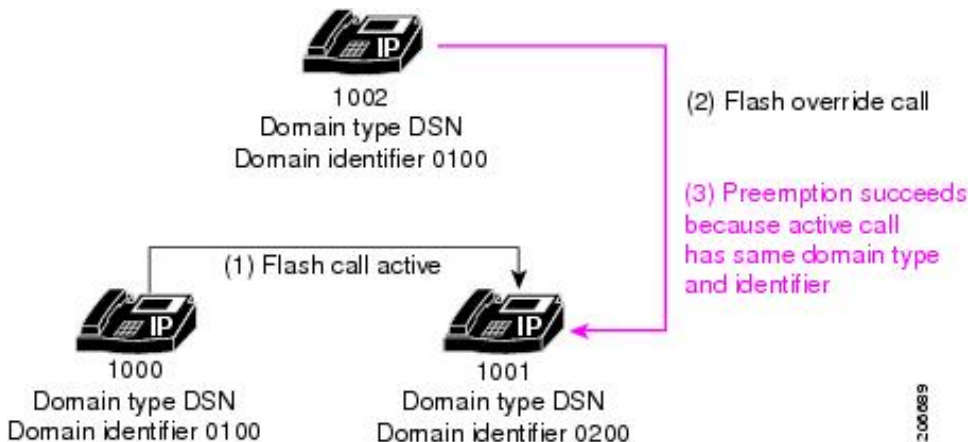 IP
1002
Domain type DSN
Domain identifier 0100
(2) Flash override call
(3) Preemption succeeds
because active call
has same domain type
and identifier
(1) Flash call active
IP
1000
Domain type DSN
Domain identifier 0100
IP
1001
Domain type DSN
Domain identifier 0200
206689